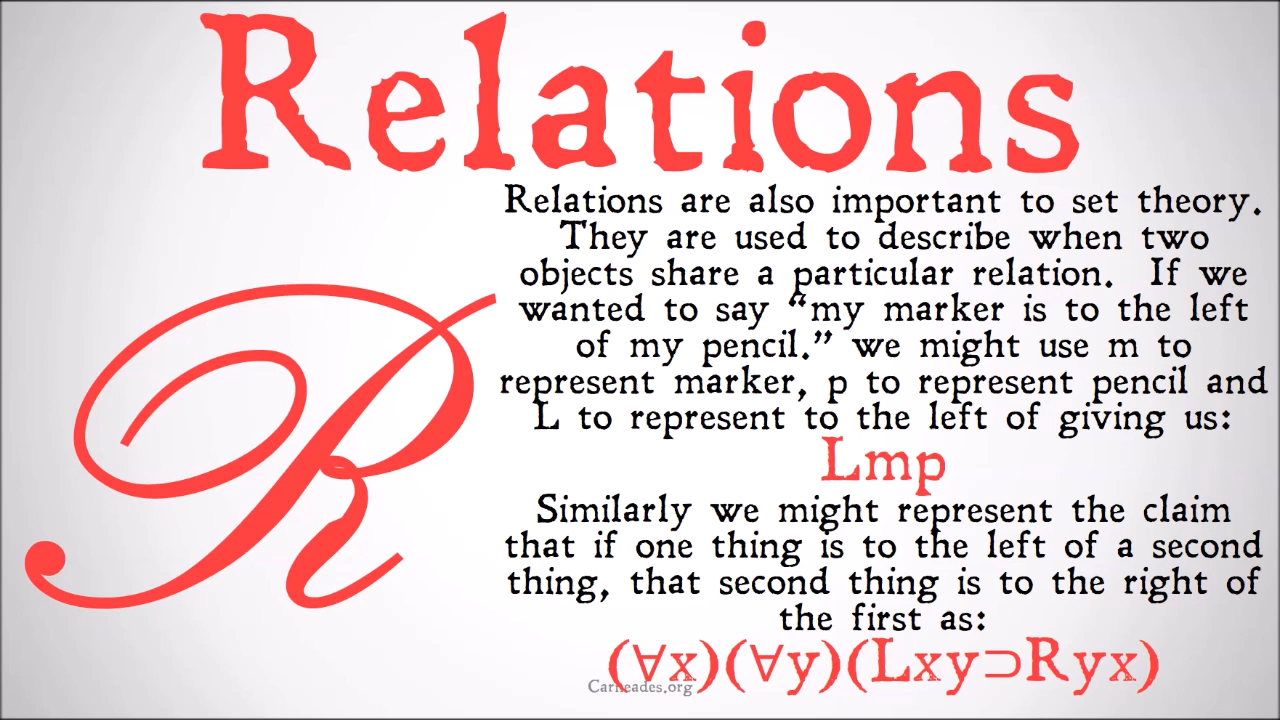 Relations
Relations are also important to set theory.
They are used to describe when two
objects share a particular relation. If we
wanted to say “my marker is to the left
of my pencil.” we might use m to
represent marker, p to represent pencil and
L to represent to the left of giving us:
Lmp
Similarly we might represent the claim
that if one thing is to the left of a second
thing, that second thing is to the right of
the first as:
(∀x)(∀y)(Lxy⊃Ryx)
Carneades.org
R